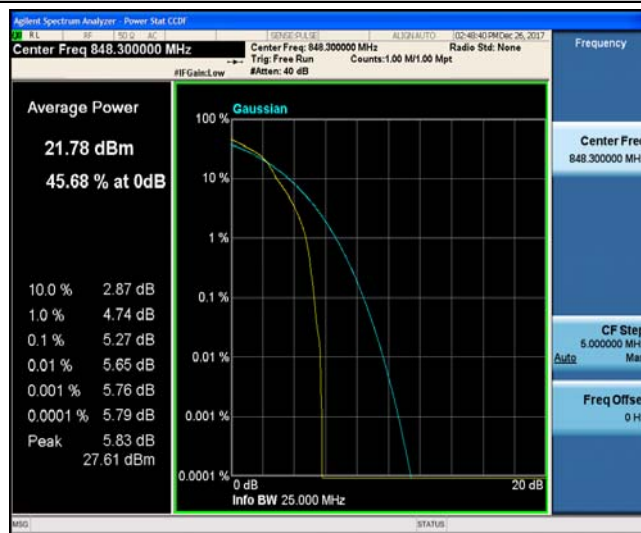 Agilent Spectrum Analyzer - Power Stat CCDF
RL RF 50 Ω AC SENSE:PULSE ALIGN AUTO 02:48:40 PM Dec 26, 2017
Center Freq 848.300000 MHz
Center Freq: 848.300000 MHz Radio Std: None
Trig: Free Run Counts:1.00 M/1.00 Mpt
#IFGain:Low #Atten: 40 dB
Frequency
Average Power
21.78 dBm
45.68 % at 0dB
10.0 % 2.87 dB
1.0 % 4.74 dB
0.1 % 5.27 dB
0.01 % 5.65 dB
0.001 % 5.76 dB
0.0001 % 5.79 dB
Peak 5.83 dB
27.61 dBm
Gaussian
100 %
10 %
1 %
0.1 %
0.01 %
0.001 %
0.0001 %
0 dB 20 dB
Info BW 25.000 MHz
Center Fre
848.300000 MH
CF Step
5.000000 MH
Auto Ma
Freq Offse
0 H
MSG STATUS